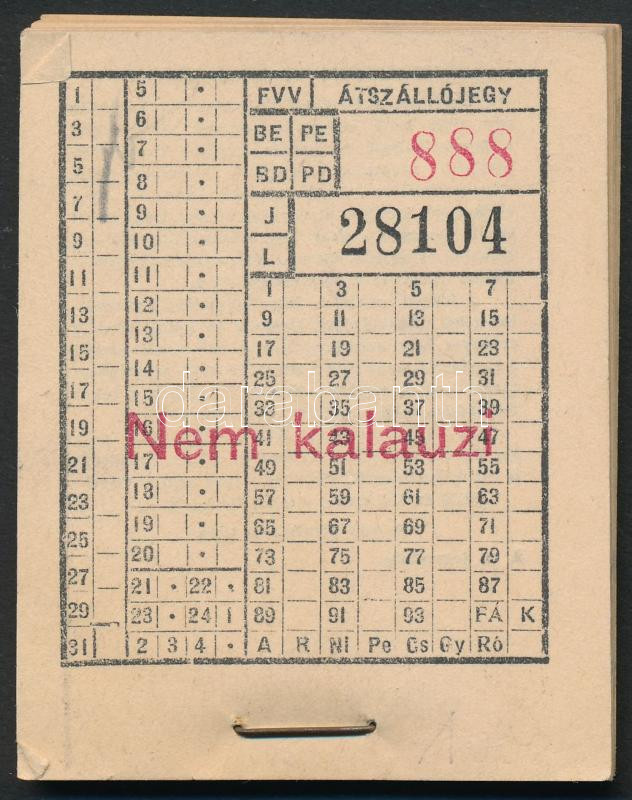 FVV ÁTSZÁLLÓJEGY
BE PE 888
BD PD
J 28104
L
1
3
5
7
9
11
13
15
17
19
21
23
25
27
29
31
5 •
6 •
7 •
8 •
9 •
10 •
11 •
12 •
13 •
14 •
15 •
16 •
17 •
18 •
19 •
20 •
21 • 22 •
23 • 24 1
2 3 4 •
1 3 5 7
9 11 13 15
17 19 21 23
25 27 29 31
33 35 37 39
41 43 45 47
49 51 53 55
57 59 61 63
65 67 69 71
73 75 77 79
81 83 85 87
89 91 93 FÁ K
A R Ni Pe Cs Gy Ró
Nem kalauzi
darabanth